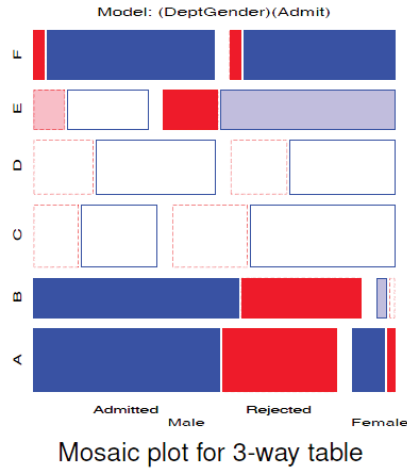 Model: (DeptGender)(Admit)
F
E
D
C
B
A
Admitted Rejected
Male Female
Mosaic plot for 3-way table